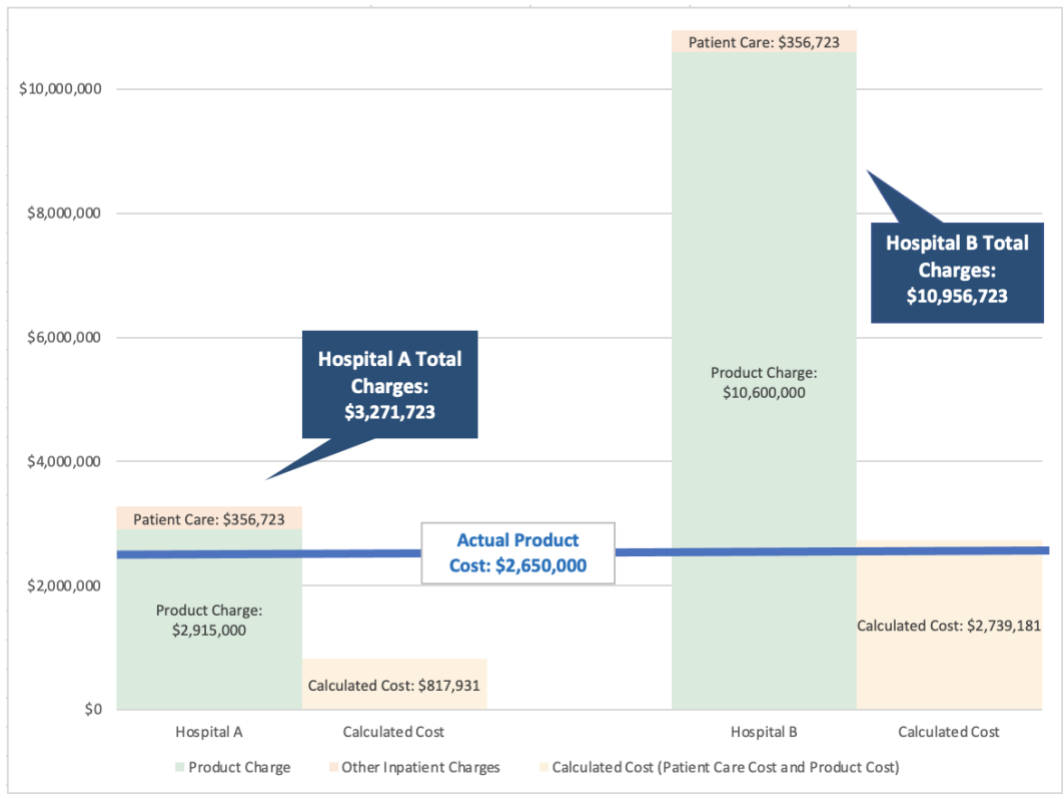 Patient Care: $356,723
$10,000,000
$8,000,000
Hospital B Total
Charges:
$10,956,723
$6,000,000
Hospital A Total
Charges:
$3,271,723
Product Charge:
$10,600,000
$4,000,000
Patient Care: $356,723
Actual Product
Cost: $2,650,000
$2,000,000
Product Charge:
$2,915,000
Calculated Cost: $2,739,181
Calculated Cost: $817,931
$0
Hospital A
Calculated Cost
Hospital B
Calculated Cost
Product Charge
Other Inpatient Charges
Calculated Cost (Patient Care Cost and Product Cost)